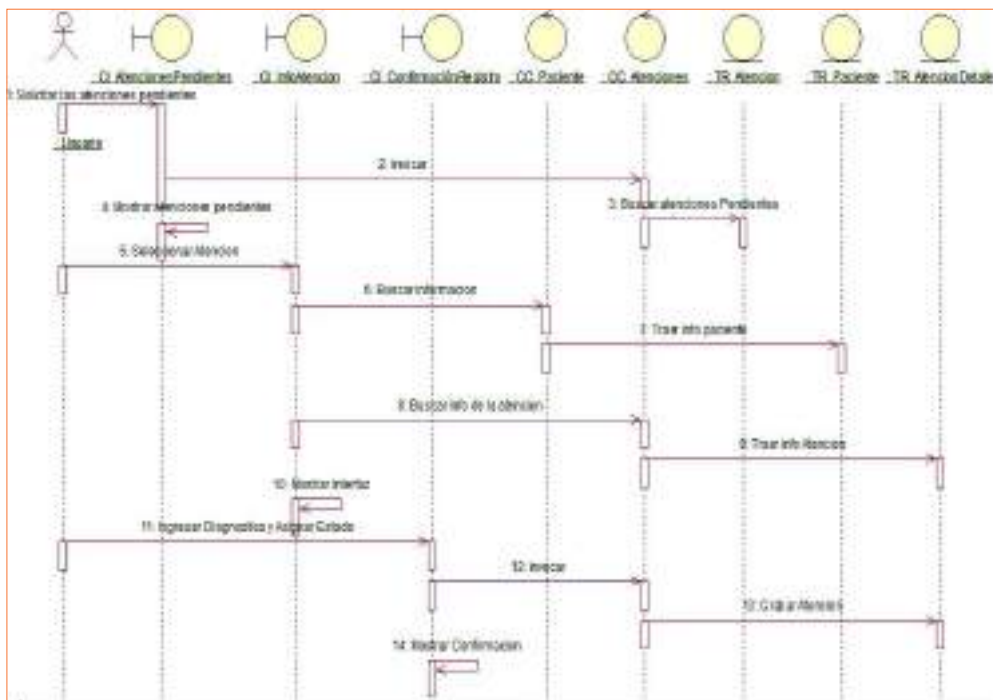 CI_AtencionesPendientes
CI_InfoAtencion
CI_ConfirmaciónRegistro
CC_Paciente
CC_Atenciones
TR_Atencion
TR_Paciente
TR_AtencionDetalle
1: Solicitar las atenciones pendientes
: Usuario
2: Invocar
3: Buscar atenciones Pendientes
4: Mostrar atenciones pendientes
5: Seleccionar Atencion
6: Buscar informacion
7: Traer info paciente
8: Buscar info de la atencion
9: Traer info Atencion
10: Mostrar Interfaz
11: Ingresar Diagnostico y Asignar Estado
12: Invocar
13: Grabar Atencion
14: Mostrar Confirmacion